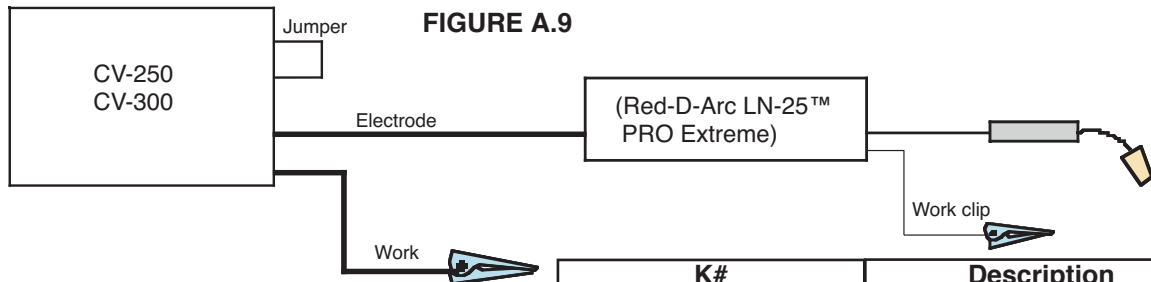 FIGURE A.9
Jumper
CV-250
CV-300
Electrode
(Red-D-Arc LN-25™
PRO Extreme)
Work clip
Work
K# Description